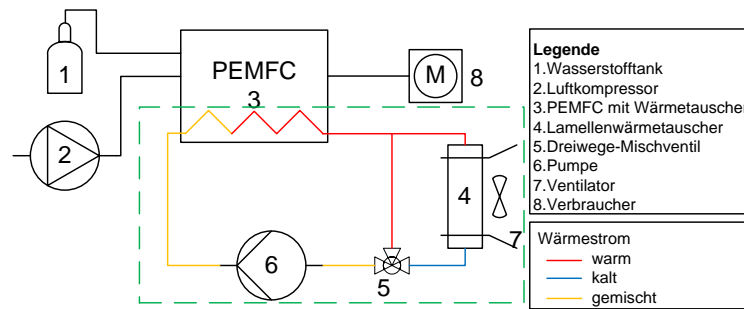 PEMFC
3
1
2
M
8
4
7
6
5
Legende
1.Wasserstofftank
2.Luftkompressor
3.PEMFC mit Wärmetauscher
4.Lamellenwärmetauscher
5.Dreiwege-Mischventil
6.Pumpe
7.Ventilator
8.Verbraucher
Wärmestrom
warm
kalt
gemischt